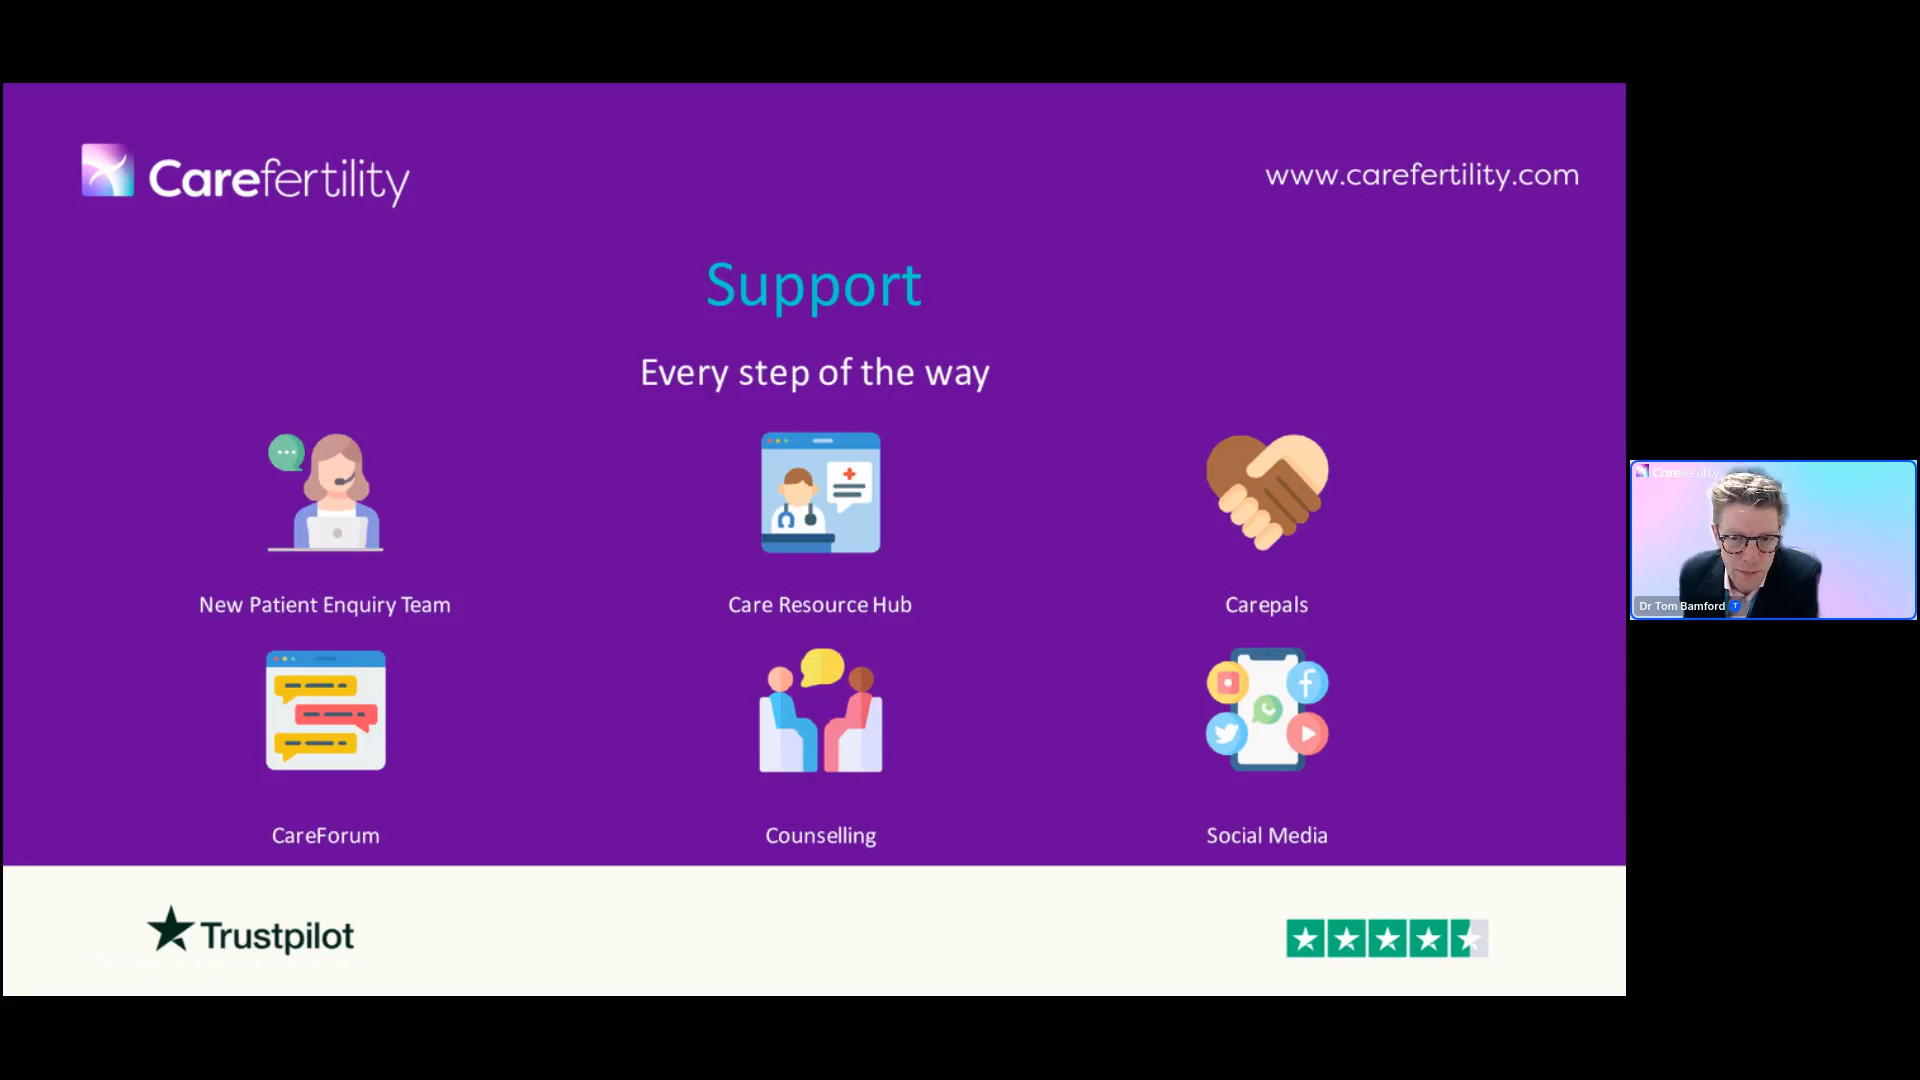 Carefertility
www.carefertility.com
Support
Every step of the way
New Patient Enquiry Team
Care Resource Hub
Carepals
CareForum
Counselling
Social Media
Trustpilot
Carefertility
Dr Tom Bamford
T